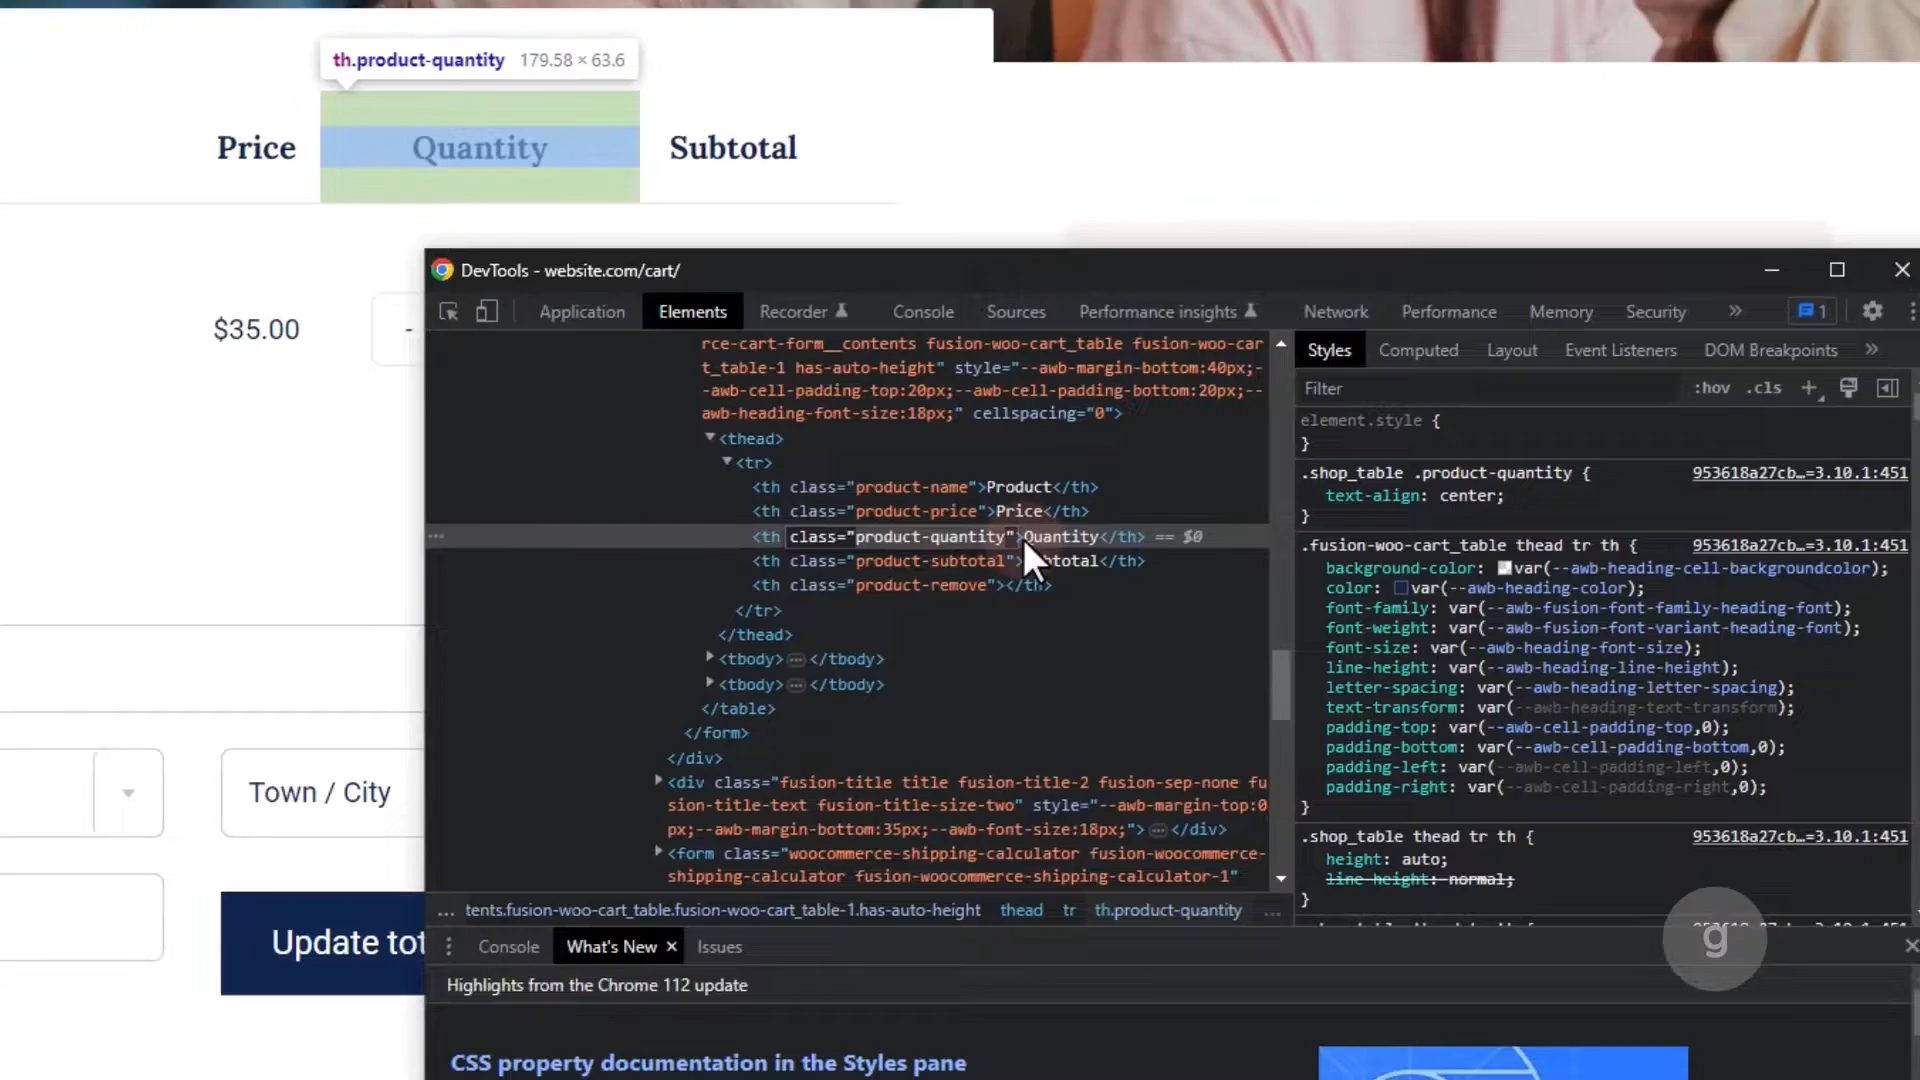 th.product-quantity 179.58 × 63.6
Price Quantity Subtotal
$35.00 -
Town / City
Update tot
DevTools - website.com/cart/
Application Elements Recorder Console Sources Performance insights Network Performance Memory Security » 1
rce-cart-form__contents fusion-woo-cart_table fusion-woo-car
t_table-1 has-auto-height" style="--awb-margin-bottom:40px;-
-awb-cell-padding-top:20px;--awb-cell-padding-bottom:20px;--
awb-heading-font-size:18px;" cellspacing="0">
<thead>
<tr>
<th class="product-name">Product</th>
<th class="product-price">Price</th>
… <th class="product-quantity">Quantity</th> == $0
<th class="product-subtotal"> total</th>
<th class="product-remove"></th>
</tr>
</thead>
<tbody>…</tbody>
<tbody>…</tbody>
</table>
</form>
</div>
<div class="fusion-title title fusion-title-2 fusion-sep-none fu
sion-title-text fusion-title-size-two" style="--awb-margin-top:0
px;--awb-margin-bottom:35px;--awb-font-size:18px;">…</div>
<form class="woocommerce-shipping-calculator fusion-woocommerce-
shipping-calculator fusion-woocommerce-shipping-calculator-1"
... tents.fusion-woo-cart_table.fusion-woo-cart_table-1.has-auto-height thead tr th.product-quantity ...
Styles Computed Layout Event Listeners DOM Breakpoints »
Filter :hov .cls +
element.style {
}
.shop_table .product-quantity { 953618a27cb…=3.10.1:451
text-align: center;
}
.fusion-woo-cart_table thead tr th { 953618a27cb…=3.10.1:451
background-color: var(--awb-heading-cell-backgroundcolor);
color: var(--awb-heading-color);
font-family: var(--awb-fusion-font-family-heading-font);
font-weight: var(--awb-fusion-font-variant-heading-font);
font-size: var(--awb-heading-font-size);
line-height: var(--awb-heading-line-height);
letter-spacing: var(--awb-heading-letter-spacing);
text-transform: var(--awb-heading-text-transform);
padding-top: var(--awb-cell-padding-top,0);
padding-bottom: var(--awb-cell-padding-bottom,0);
padding-left: var(--awb-cell-padding-left,0);
padding-right: var(--awb-cell-padding-right,0);
}
.shop_table thead tr th { 953618a27cb…=3.10.1:451
height: auto;
line-height: normal;
}
g
Console What's New × Issues
Highlights from the Chrome 112 update
CSS property documentation in the Styles pane